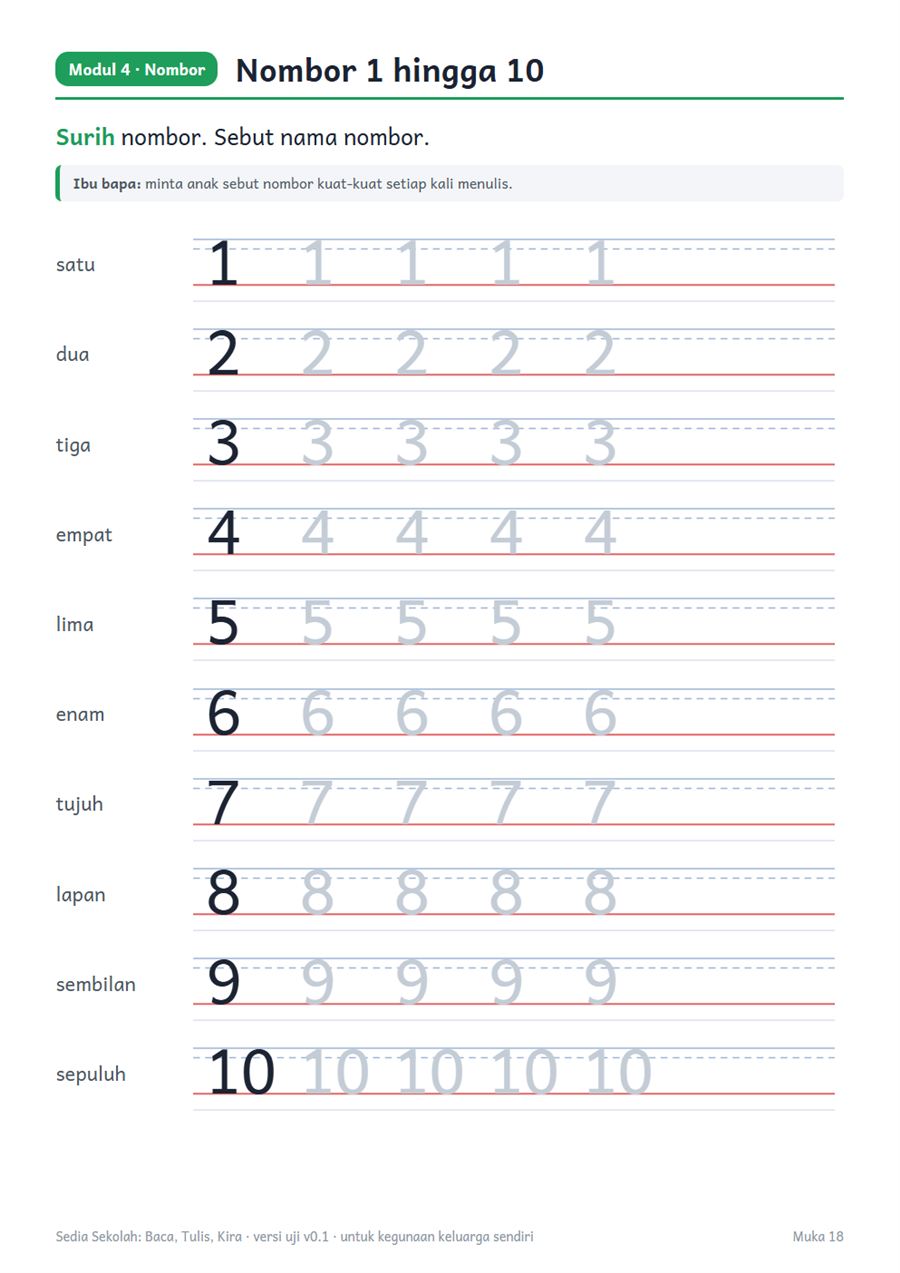 Modul 4 · Nombor Nombor 1 hingga 10
Surih nombor. Sebut nama nombor.
Ibu bapa: minta anak sebut nombor kuat-kuat setiap kali menulis.
satu 1 1 1 1 1
dua 2 2 2 2 2
tiga 3 3 3 3 3
empat 4 4 4 4 4
lima 5 5 5 5 5
enam 6 6 6 6 6
tujuh 7 7 7 7 7
lapan 8 8 8 8 8
sembilan 9 9 9 9 9
sepuluh 10 10 10 10 10
Sedia Sekolah: Baca, Tulis, Kira · versi uji v0.1 · untuk kegunaan keluarga sendiri Muka 18